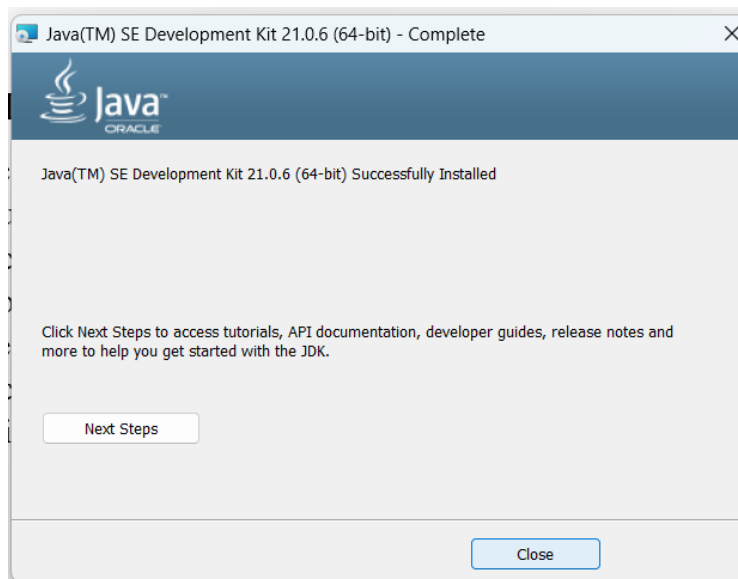 Java(TM) SE Development Kit 21.0.6 (64-bit) - Complete
Java™
ORACLE
Java(TM) SE Development Kit 21.0.6 (64-bit) Successfully Installed
Click Next Steps to access tutorials, API documentation, developer guides, release notes and
more to help you get started with the JDK.
Next Steps
Close